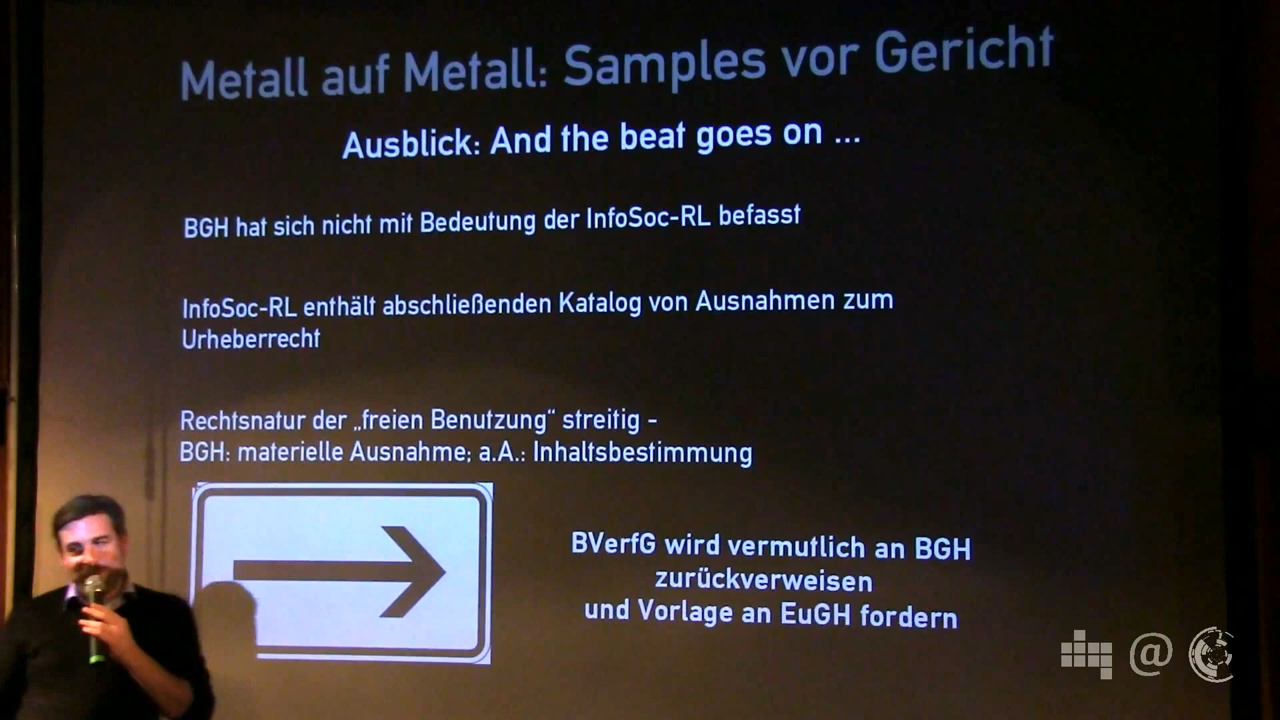 Metall auf Metall: Samples vor Gericht
Ausblick: And the beat goes on ...
BGH hat sich nicht mit Bedeutung der InfoSoc-RL befasst
InfoSoc-RL enthält abschließenden Katalog von Ausnahmen zum
Urheberrecht
Rechtsnatur der „freien Benutzung“ streitig -
BGH: materielle Ausnahme; a.A.: Inhaltsbestimmung
BVerfG wird vermutlich an BGH
zurückverweisen
und Vorlage an EuGH fordern
@